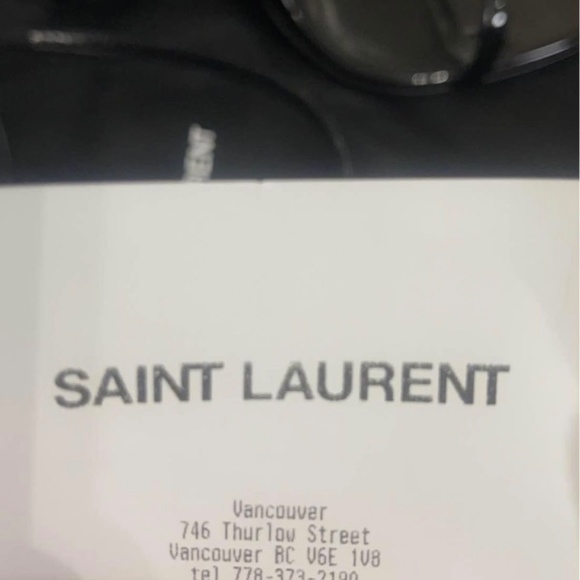 SAINT LAURENT
Vancouver
746 Thurlow Street
Vancouver BC V6E 1V8
tel 778-373-2190